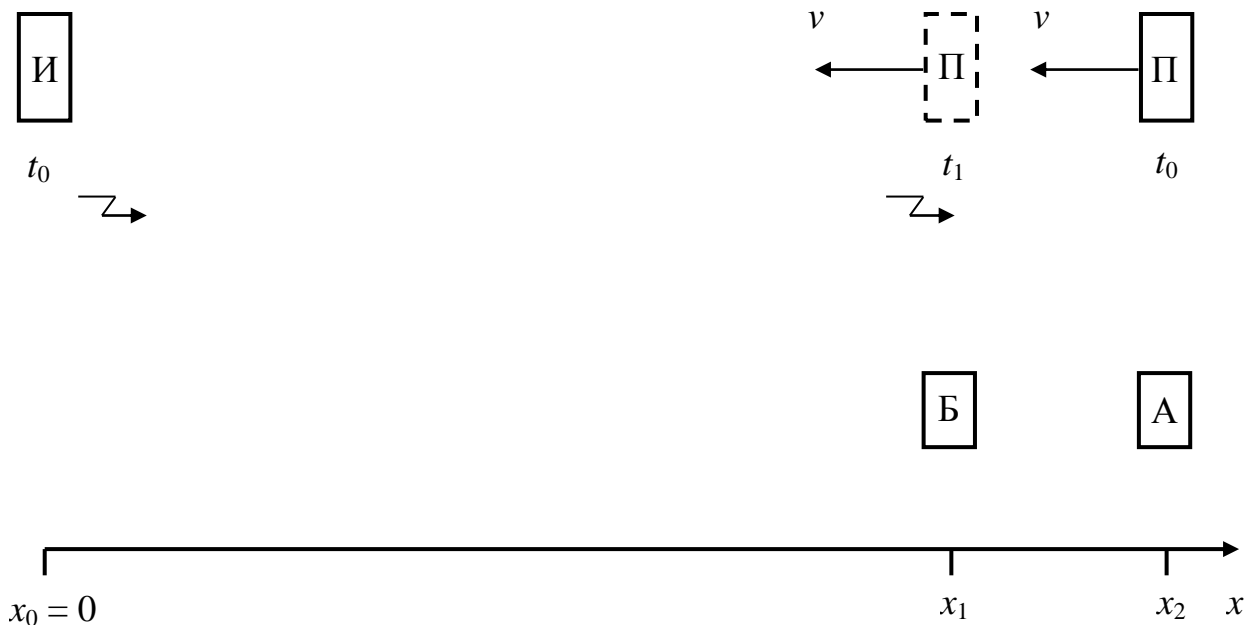 v v
И П П
t₀ t₁ t₀
Б А
x₀ = 0 x₁ x₂ x